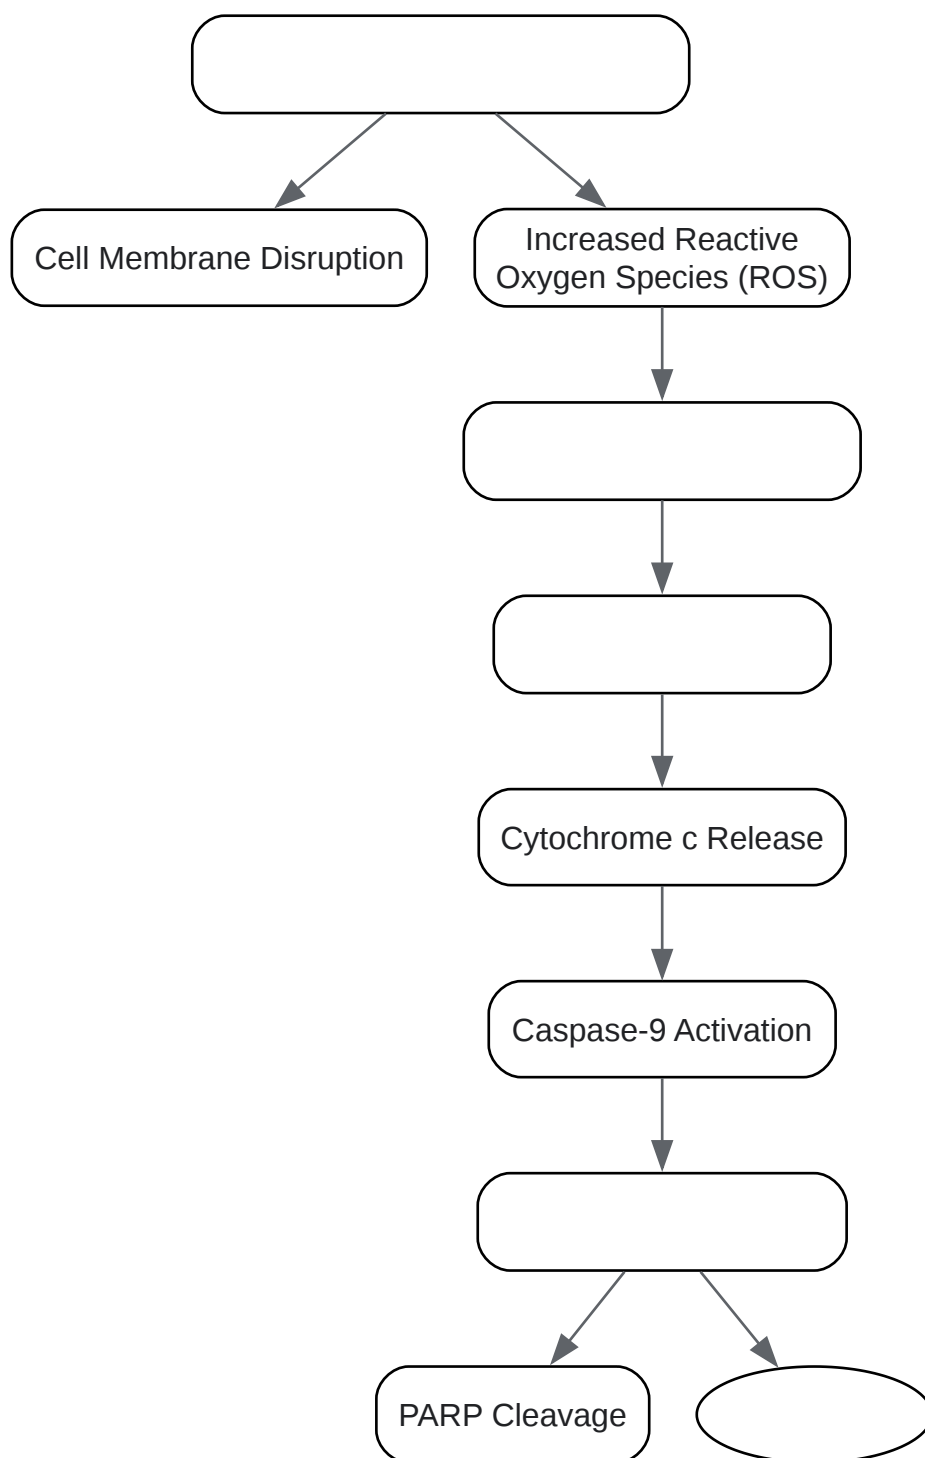 Cell Membrane Disruption
Increased Reactive
Oxygen Species (ROS)
Cytochrome c Release
Caspase-9 Activation
PARP Cleavage